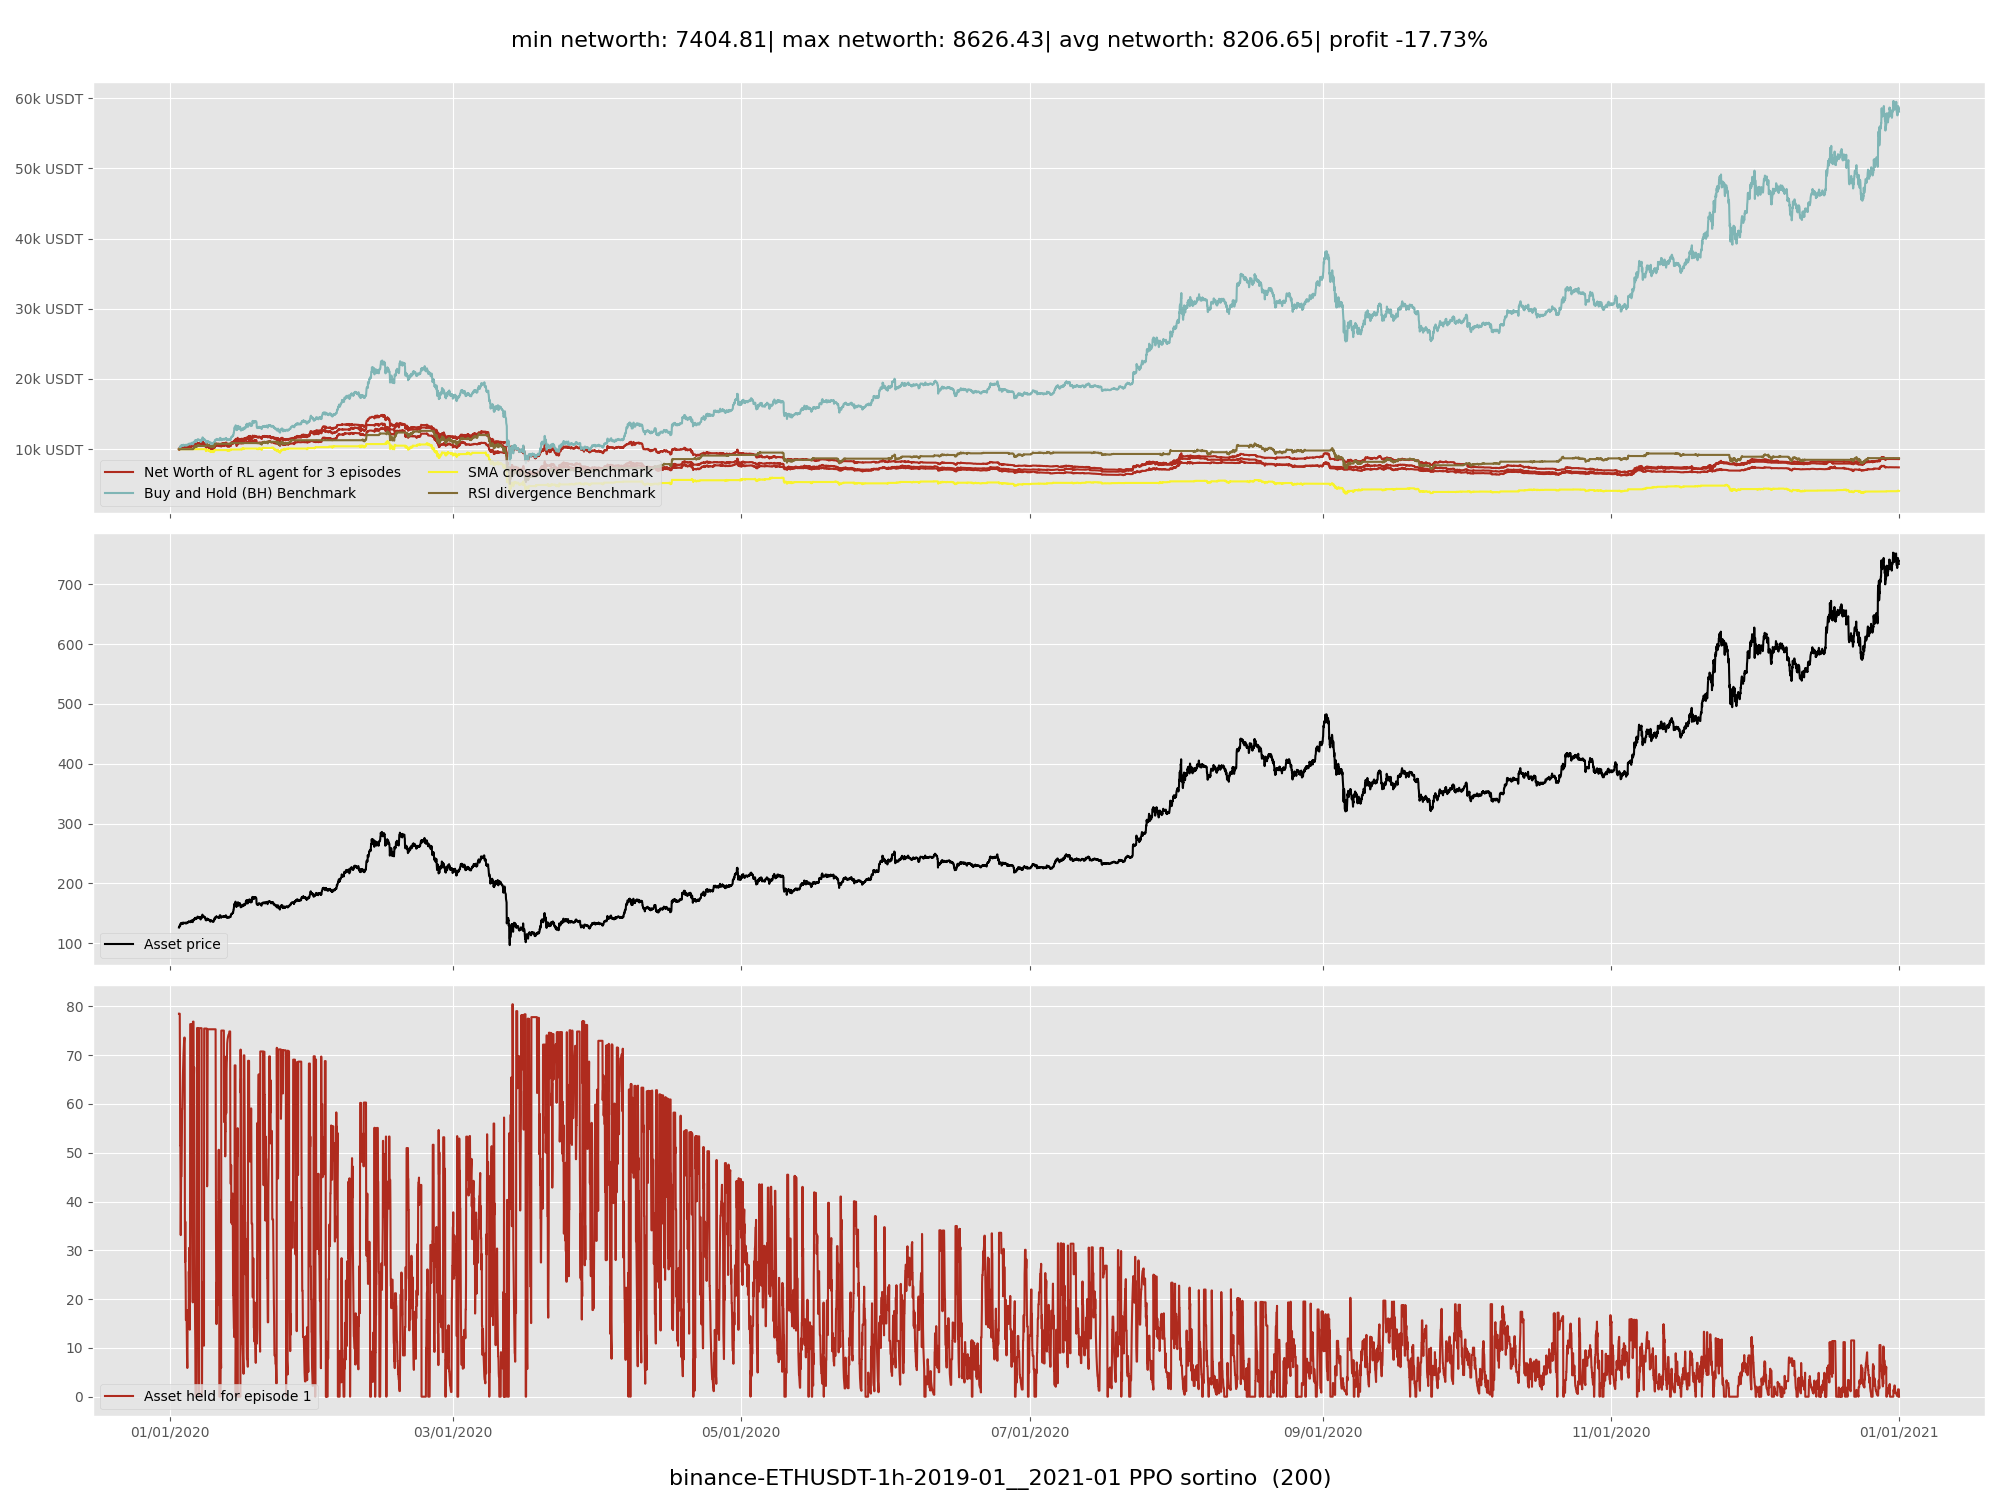 min networth: 7404.81| max networth: 8626.43| avg networth: 8206.65| profit -17.73%
60k USDT
50k USDT
40k USDT
30k USDT
20k USDT
10k USDT
Net Worth of RL agent for 3 episodes
Buy and Hold (BH) Benchmark
SMA crossover Benchmark
RSI divergence Benchmark
700
600
500
400
300
200
100
Asset price
80
70
60
50
40
30
20
10
0
Asset held for episode 1
01/01/2020 03/01/2020 05/01/2020 07/01/2020 09/01/2020 11/01/2020 01/01/2021
binance-ETHUSDT-1h-2019-01__2021-01 PPO sortino  (200)